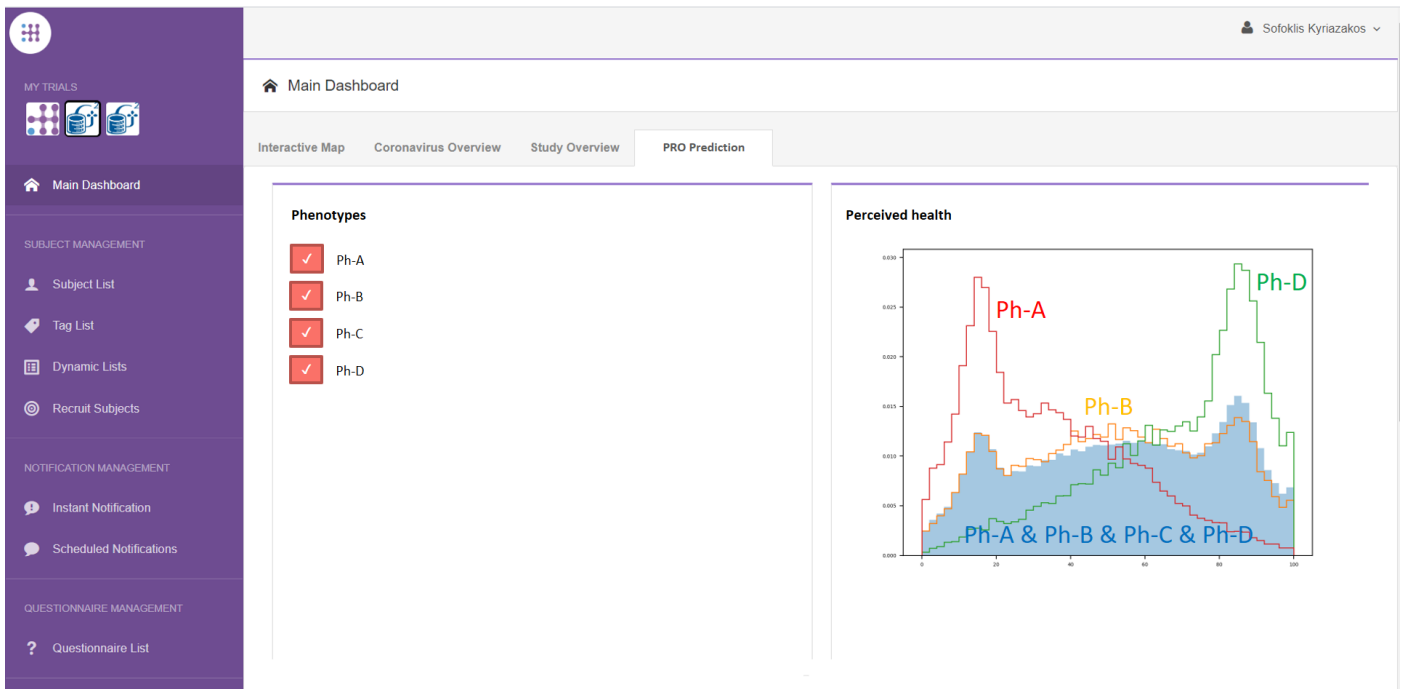 Sofoklis Kyriazakos
MY TRIALS
Main Dashboard
Interactive Map Coronavirus Overview Study Overview PRO Prediction
Main Dashboard
SUBJECT MANAGEMENT
Subject List
Tag List
Dynamic Lists
Recruit Subjects
NOTIFICATION MANAGEMENT
Instant Notification
Scheduled Notifications
QUESTIONNAIRE MANAGEMENT
? Questionnaire List
Phenotypes
Ph-A
Ph-B
Ph-C
Ph-D
Perceived health
0.030
0.025
0.020
0.015
0.010
0.005
0.000
Ph-A
Ph-D
Ph-B
Ph-A & Ph-B & Ph-C & Ph-D
0 20 40 60 80 100